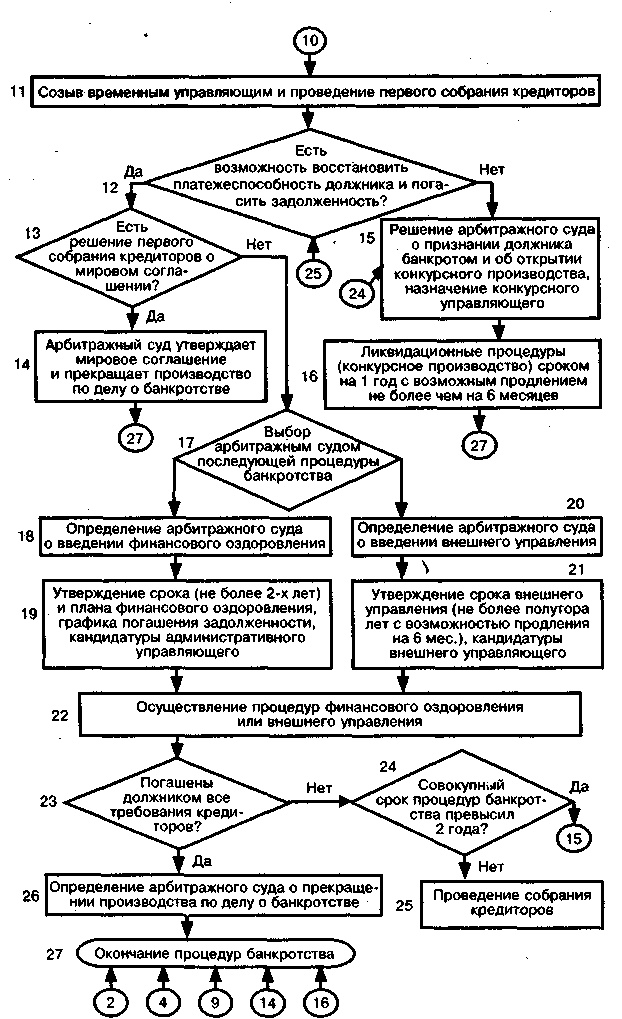 10
11 Созыв временным управляющим и проведение первого собрания кредиторов
Есть
возможность восстановить
платежеспособность должника и пога-
сить задолженность?
Да
Нет
12
13
Есть
решение первого
собрания кредиторов о
мировом согла-
шении?
Нет
Да
25
15
24
Решение арбитражного суда
о признании должника
банкротом и об открытии
конкурсного производства,
назначение конкурсного
управляющего
14
Арбитражный суд утверждает
мировое соглашение
и прекращает производство
по делу о банкротстве
27
16
Ликвидационные процедуры
(конкурсное производство) сроком
на 1 год с возможным продлением
не более чем на 6 месяцев
27
17
Выбор
арбитражным судом
последующей процедуры
банкротства
18
Определение арбитражного суда
о введении финансового оздоровления
20
Определение арбитражного суда
о введении внешнего управления
19
Утверждение срока (не более 2-х лет)
и плана финансового оздоровления,
графика погашения задолженности,
кандидатуры административного
управляющего
21
Утверждение срока внешнего
управления (не более полутора
лет с возможностью продления
на 6 мес.), кандидатуры
внешнего управляющего
22
Осуществление процедур финансового оздоровления
или внешнего управления
23
Погашены
должником все
требования креди-
торов?
Нет
Да
24
Совокупный
срок процедур банкрот-
ства превысил
2 года?
Да
15
Нет
26
Определение арбитражного суда о прекраще-
нии производства по делу о банкротстве
25
Проведение собрания
кредиторов
27
Окончание процедур банкротства
2
4
9
14
16